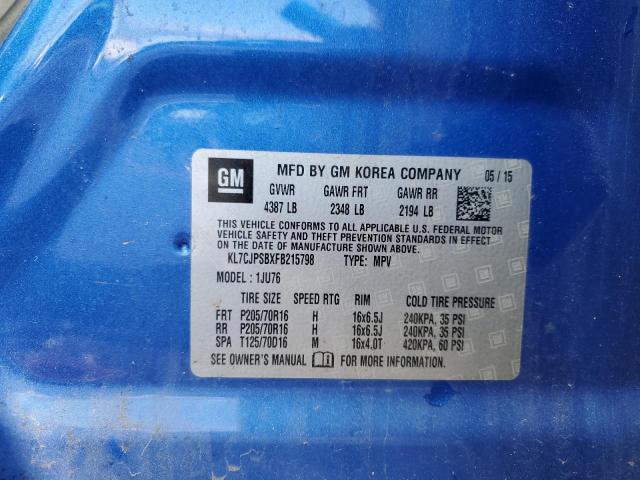 GM MFD BY GM KOREA COMPANY 05 / 15
GVWR GAWR FRT GAWR RR
4387 LB 2348 LB 2194 LB
THIS VEHICLE CONFORMS TO ALL APPLICABLE U.S. FEDERAL MOTOR
VEHICLE SAFETY AND THEFT PREVENTION STANDARDS IN EFFECT
ON THE DATE OF MANUFACTURE SHOWN ABOVE.
KL7CJPSBXFB215798 TYPE: MPV
MODEL: 1JU76
TIRE SIZE SPEED RTG RIM COLD TIRE PRESSURE
FRT P205/70R16 H 16x6.5J 240KPA, 35 PSI
RR P205/70R16 H 16x6.5J 240KPA, 35 PSI
SPA T125/70D16 M 16x4.0T 420KPA, 60 PSI
SEE OWNER'S MANUAL FOR MORE INFORMATION